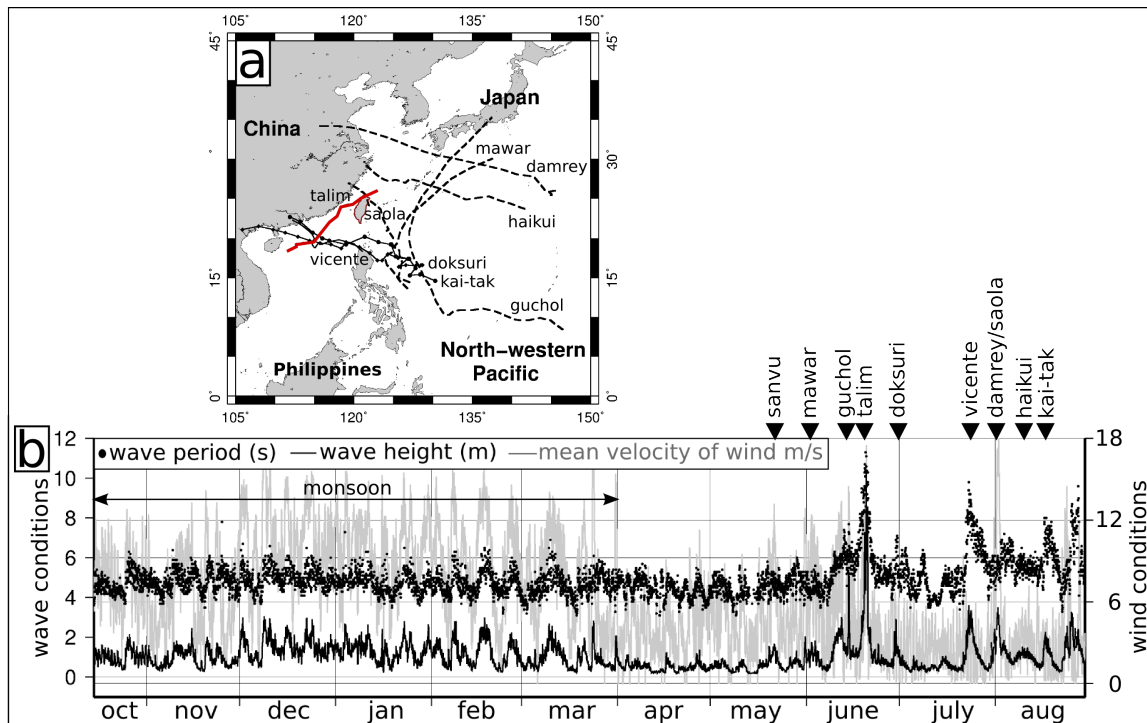 105° 120° 135° 150°
45°
45°
a
Japan
China
mawar
damrey
30°
talim
saola
haikui
vicente
doksuri
kai-tak
15°
15°
guchol
North-western
Pacific
Philippines
0°
0°
105° 120° 135° 150°
sanvu
mawar
guchol
talim
doksuri
vicente
damrey/saola
haikui
kai-tak
b
wave period (s) wave height (m) mean velocity of wind m/s
monsoon
wave conditions
12
10
8
6
4
2
0
wind conditions
18
12
6
0
oct nov dec jan feb mar apr may june july aug